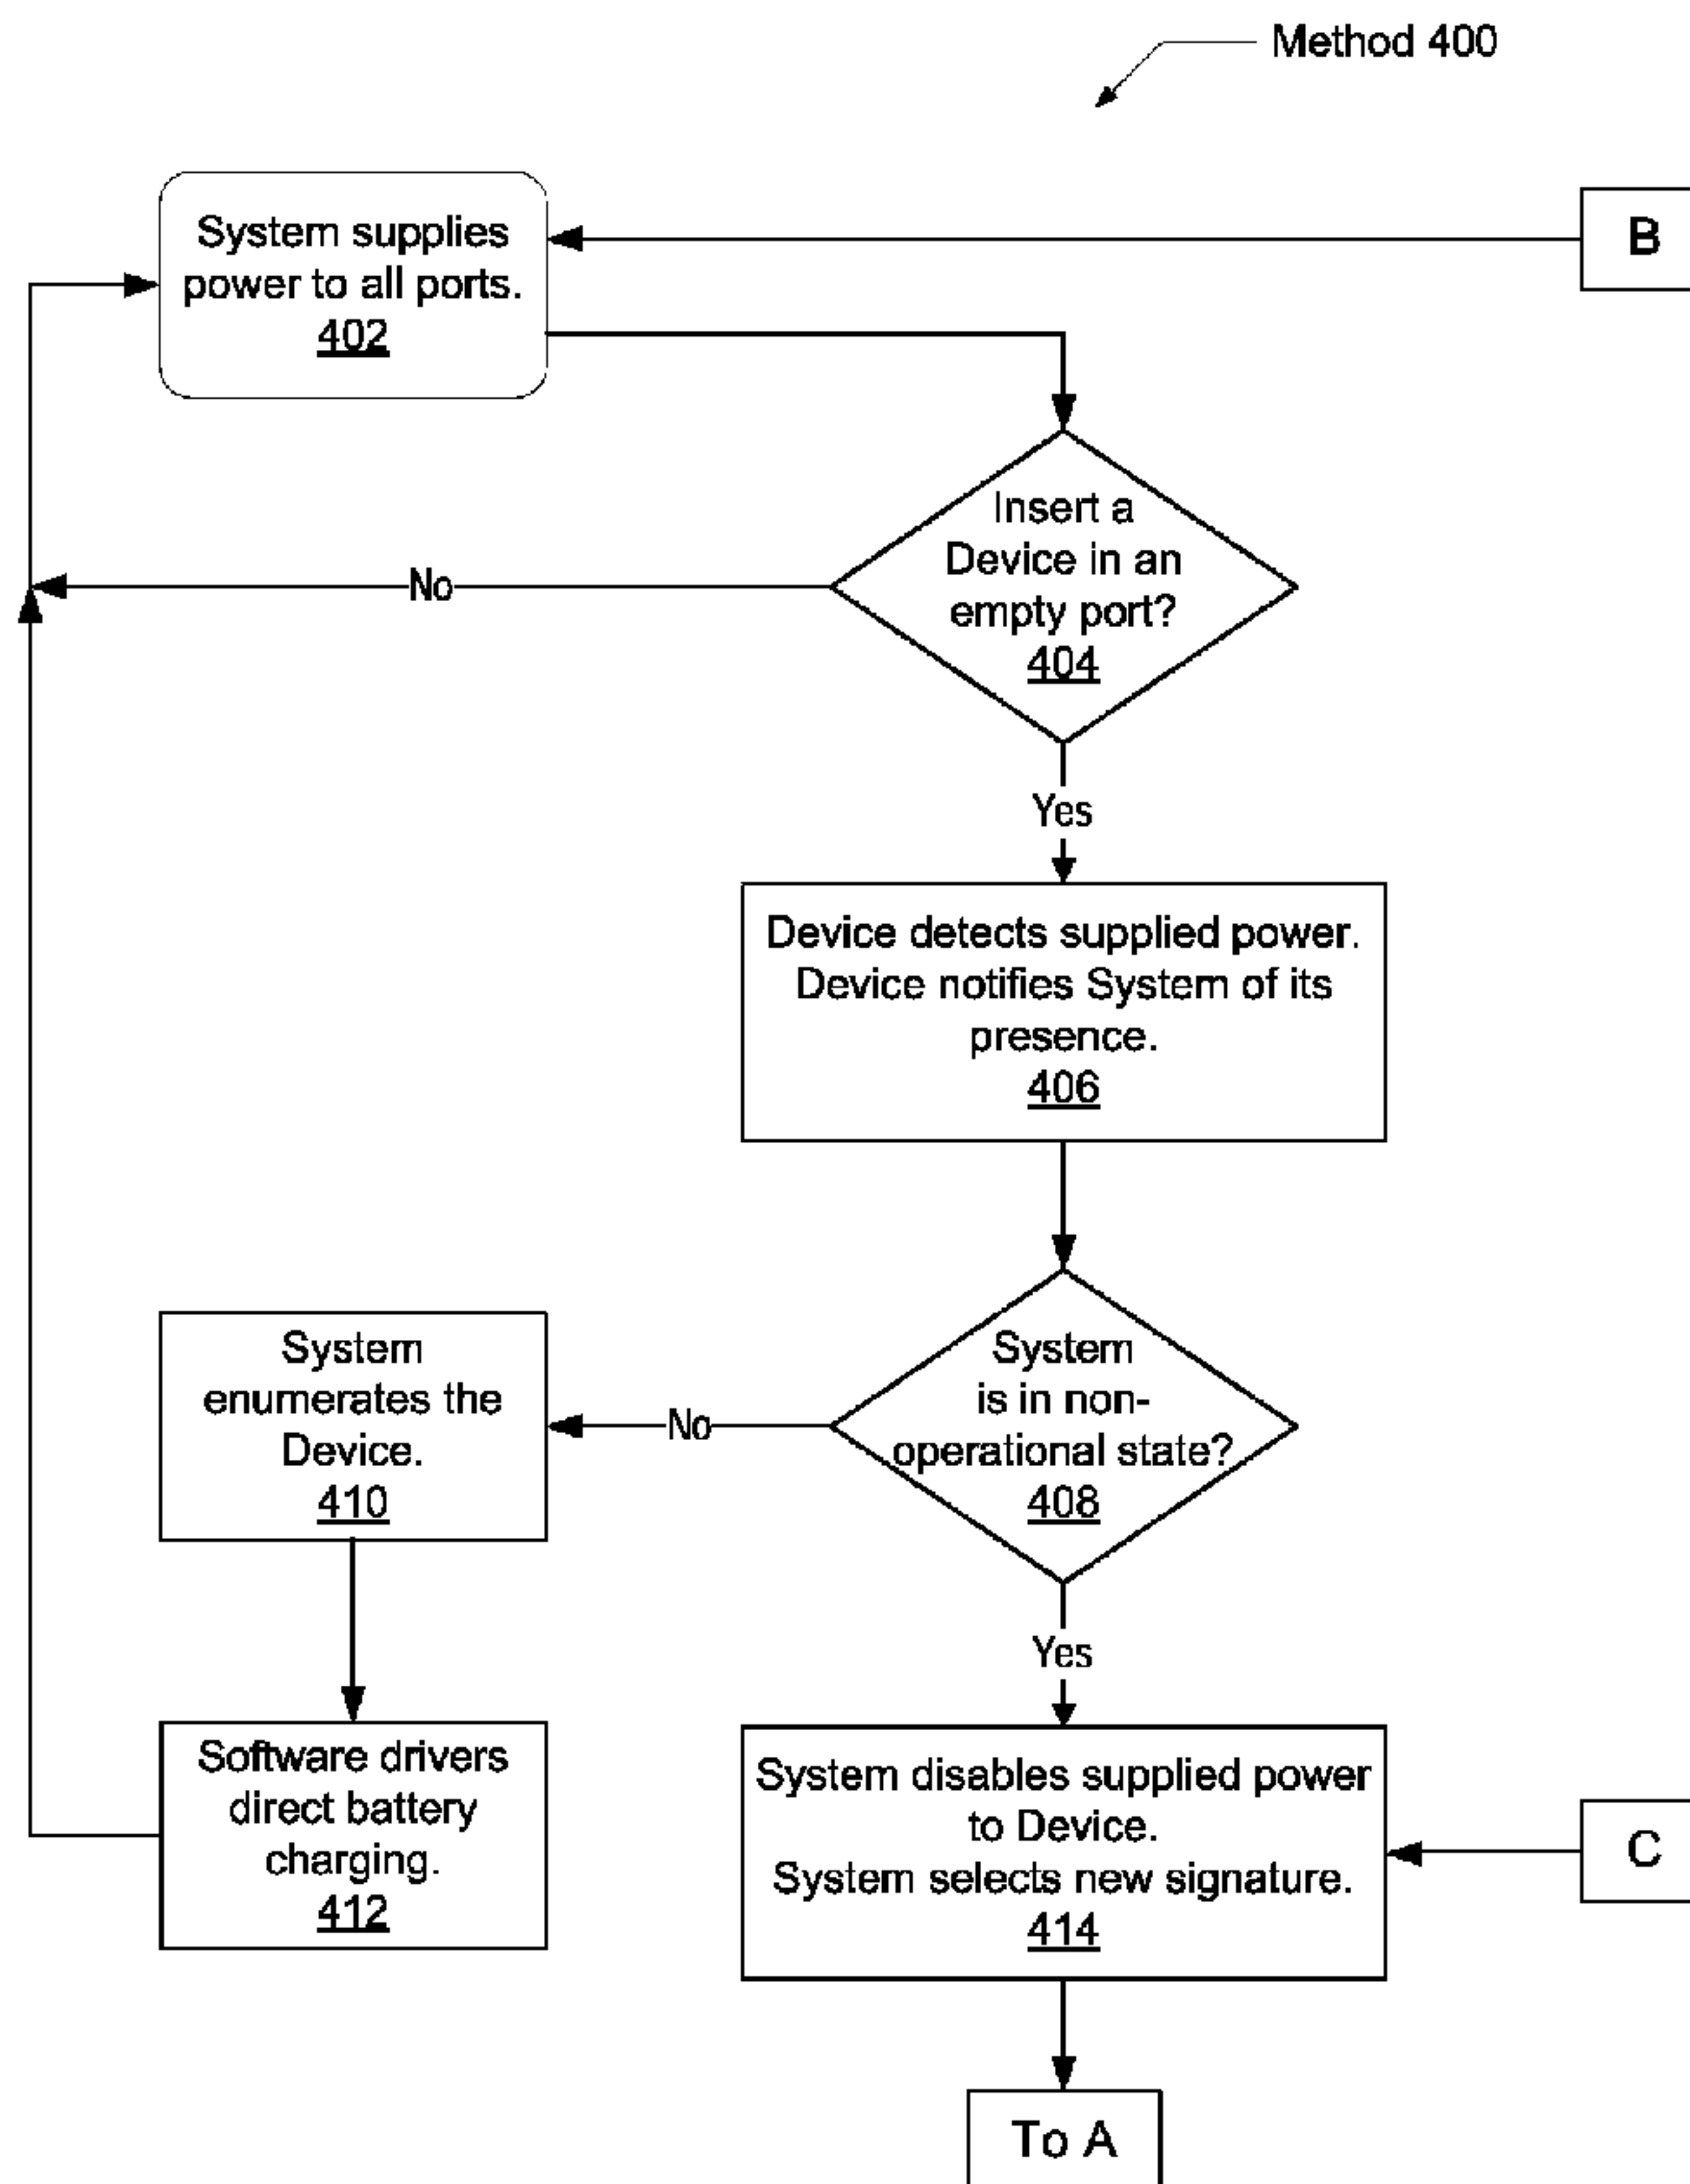 Method 400
System supplies
power to all ports.
402
B
Insert a
Device in an
empty port?
404
No
Yes
Device detects supplied power.
Device notifies System of its
presence.
406
System
is in non-
operational state?
408
No
System
enumerates the
Device.
410
Yes
Software drivers
direct battery
charging.
412
System disables supplied power
to Device.
System selects new signature.
414
C
To A